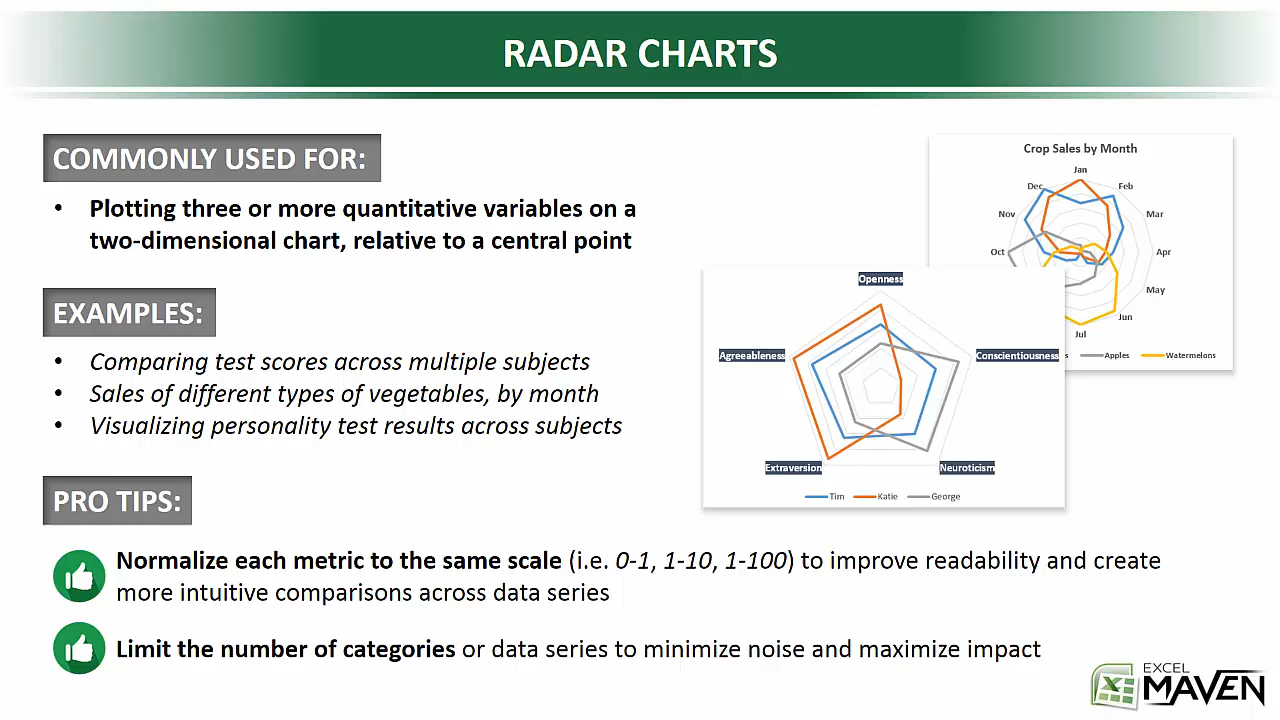 RADAR CHARTS
COMMONLY USED FOR:
• Plotting three or more quantitative variables on a
two-dimensional chart, relative to a central point
EXAMPLES:
• Comparing test scores across multiple subjects
• Sales of different types of vegetables, by month
• Visualizing personality test results across subjects
Crop Sales by Month
Jan
Dec
Feb
Nov
Mar
Oct
Apr
May
Jun
Jul
s Apples Watermelons
Openness
Agreeableness
Conscientiousness
Extraversion
Neuroticism
Tim Katie George
PRO TIPS:
Normalize each metric to the same scale (i.e. 0-1, 1-10, 1-100) to improve readability and create
more intuitive comparisons across data series
Limit the number of categories or data series to minimize noise and maximize impact
EXCEL
MAVEN